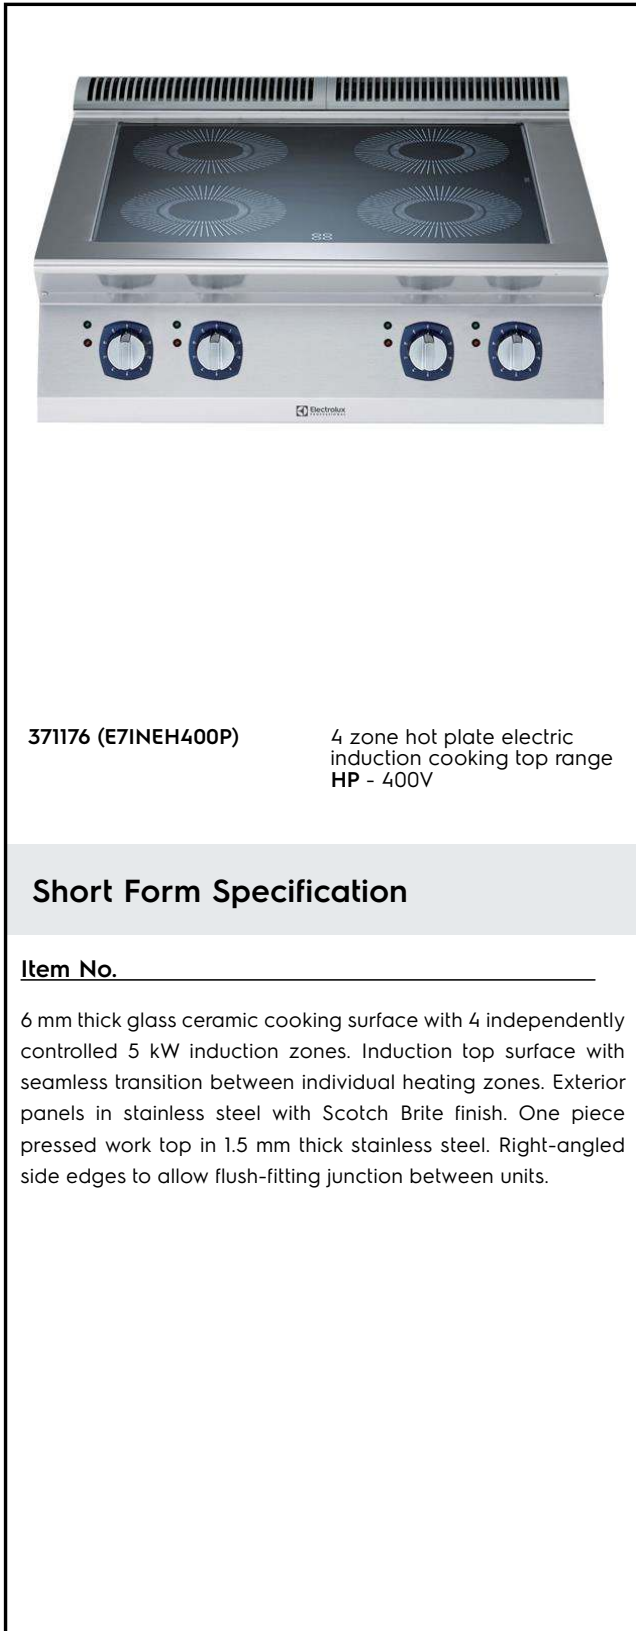 Electrolux
PROFESSIONAL
371176 (E7INEH400P)
4 zone hot plate electric
induction cooking top range
HP - 400V
Short Form Specification
Item No.
6 mm thick glass ceramic cooking surface with 4 independently
controlled 5 kW induction zones. Induction top surface with
seamless transition between individual heating zones. Exterior
panels in stainless steel with Scotch Brite finish. One piece
pressed work top in 1.5 mm thick stainless steel. Right-angled
side edges to allow flush-fitting junction between units.